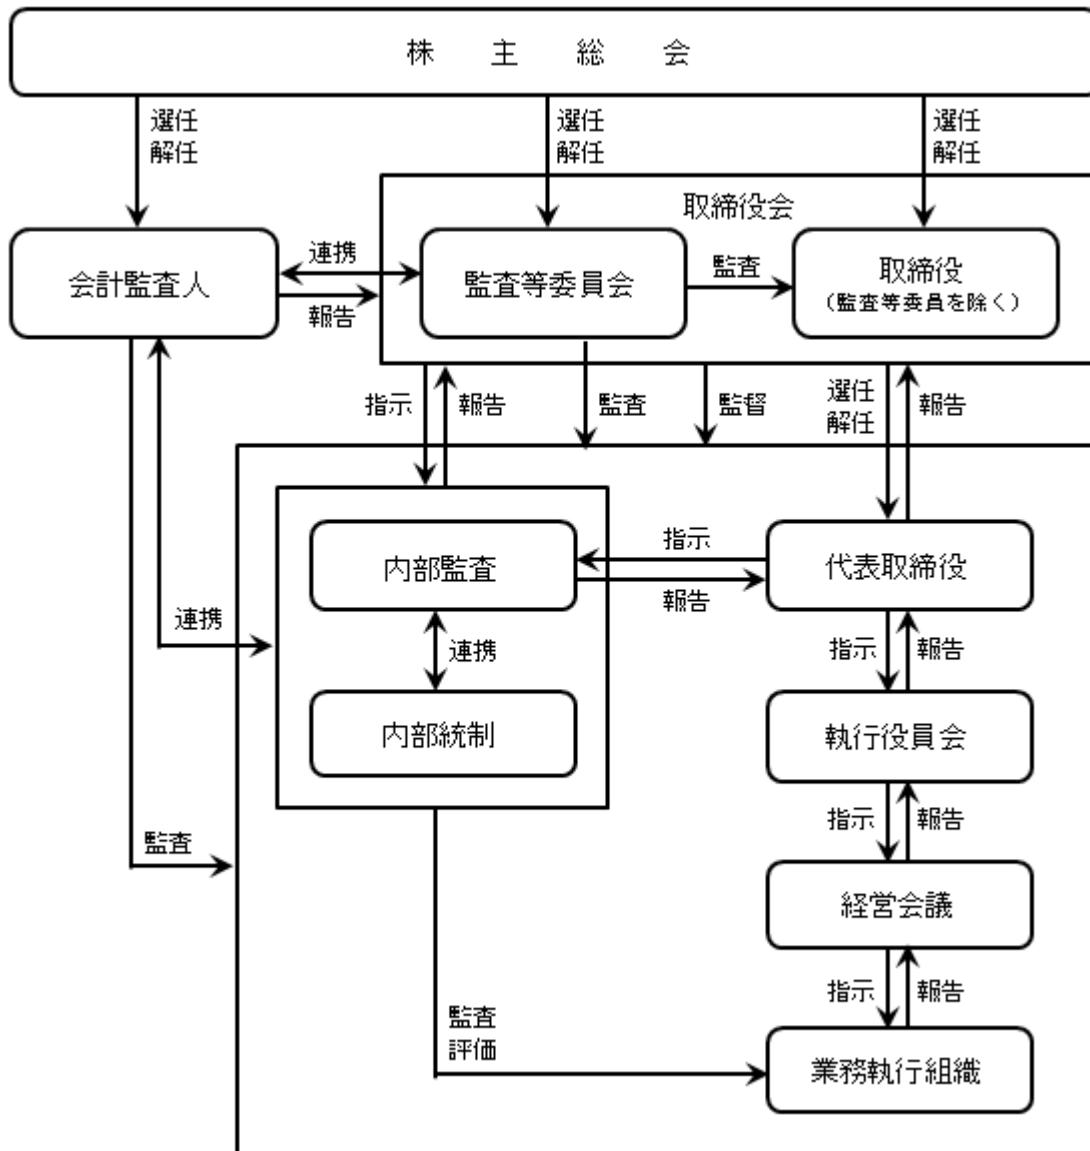 株主総会
選任
解任
選任
解任
選任
解任
取締役会
会計監査人
連携
報告
監査等委員会
監査
取締役
（監査等委員を除く）
指示
報告
監査
監督
選任
解任
報告
内部監査
指示
報告
代表取締役
連携
連携
指示
報告
内部統制
執行役員会
指示
報告
監査
経営会議
指示
報告
監査
評価
業務執行組織